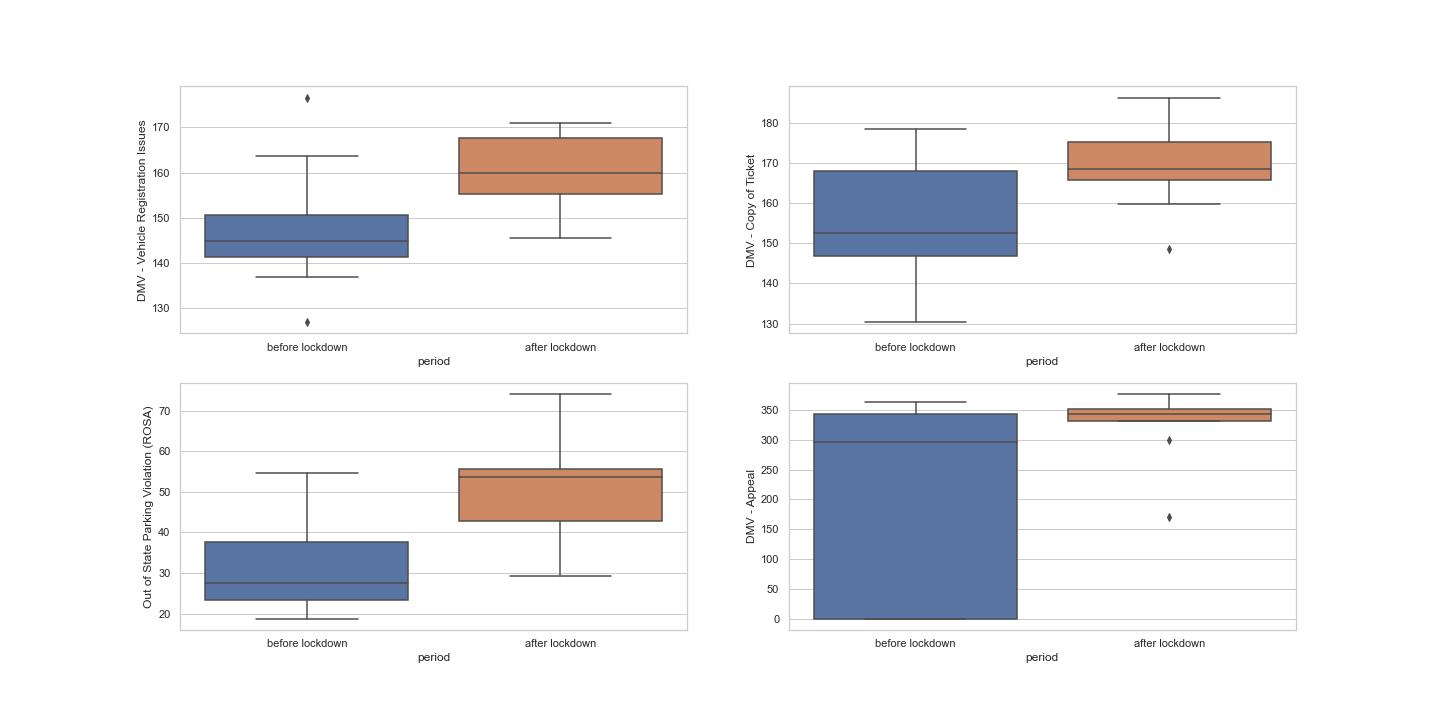 DMV - Vehicle Registration Issues
170
160
150
140
130
before lockdown
after lockdown
period
DMV - Copy of Ticket
180
170
160
150
140
130
before lockdown
after lockdown
period
Out of State Parking Violation (ROSA)
70
60
50
40
30
20
before lockdown
after lockdown
period
DMV - Appeal
350
300
250
200
150
100
50
0
before lockdown
after lockdown
period